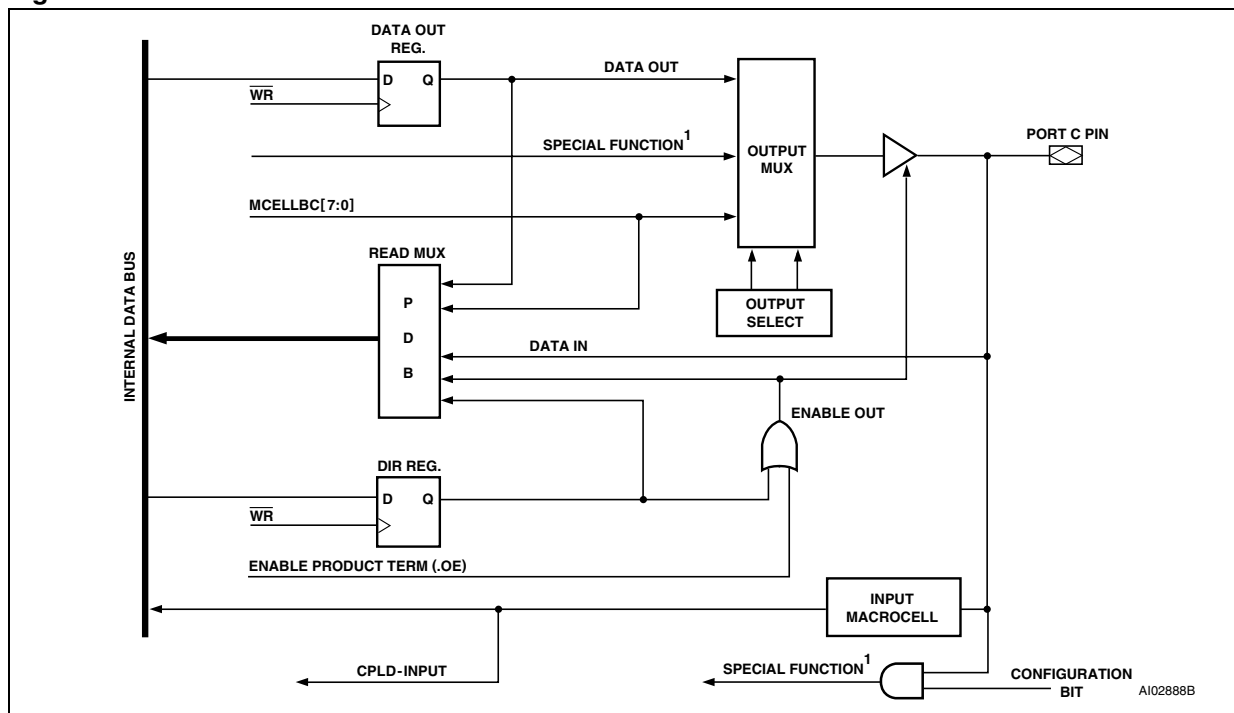 DATA OUT
REG.
D Q
WR
DATA OUT
SPECIAL FUNCTION1
OUTPUT
MUX
PORT C PIN
MCELLBC[7:0]
READ MUX
P
D
B
OUTPUT
SELECT
INTERNAL DATA BUS
DATA IN
ENABLE OUT
DIR REG.
D Q
WR
ENABLE PRODUCT TERM (.OE)
INPUT
MACROCELL
CPLD-INPUT
SPECIAL FUNCTION1
CONFIGURATION
BIT
AI02888B